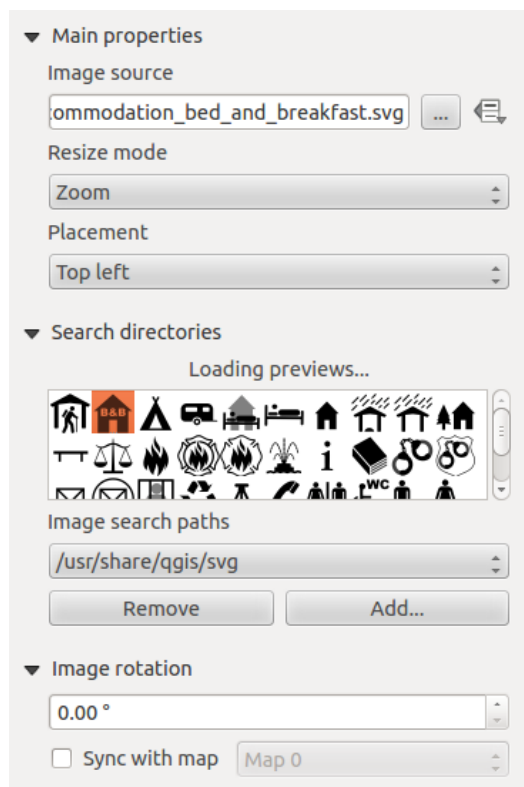 Main properties
Image source
ommodation_bed_and_breakfast.svg ...
Resize mode
Zoom
Placement
Top left
Search directories
Loading previews...
B&B
i
WC
Image search paths
/usr/share/qgis/svg
Remove Add...
Image rotation
0.00 °
Sync with map Map 0